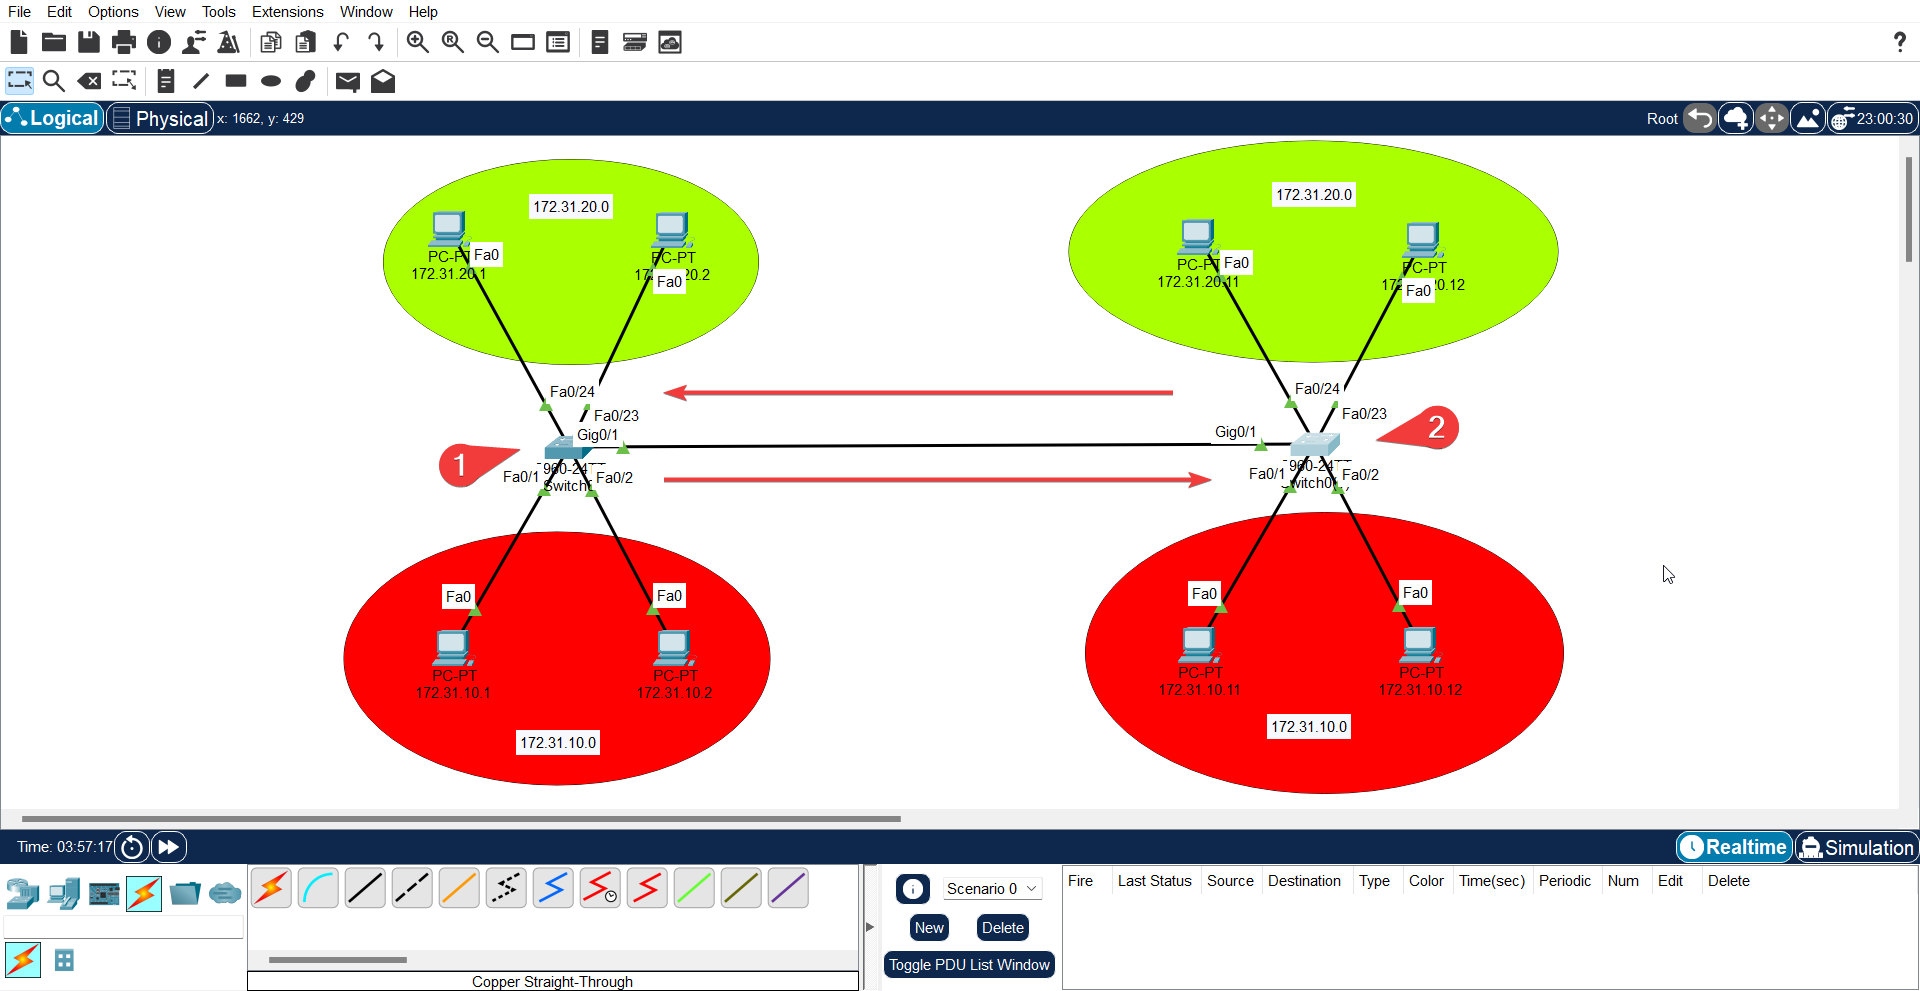 File Edit Options View Tools Extensions Window Help
Logical Physical x: 1662, y: 429 Root 23:00:30
172.31.20.0
PC-PT Fa0
172.31.20.1
PC-PT
20.2
Fa0
172.31.20.0
PC-PT Fa0
172.31.20.11
PC-PT
20.12
Fa0
Fa0/24
Fa0/23
Gig0/1
1
960-24TT
Fa0/1 Switch Fa0/2
Fa0/24
Fa0/23
Gig0/1
2
960-24TT
Fa0/1 Fa0/2
Fa0 Fa0
PC-PT PC-PT
172.31.10.1 172.31.10.2
172.31.10.0
Fa0 Fa0
PC-PT PC-PT
172.31.10.11 172.31.10.12
172.31.10.0
Time: 03:57:17 Realtime Simulation
Scenario 0
New Delete
Toggle PDU List Window
Fire Last Status Source Destination Type Color Time(sec) Periodic Num Edit Delete
Copper Straight-Through